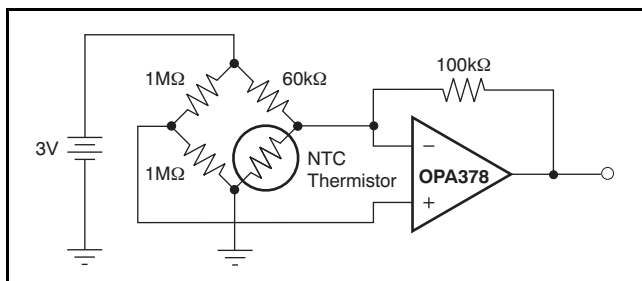 1MΩ
60kΩ
100kΩ
3V
1MΩ
NTC
Thermistor
−
OPA378
+